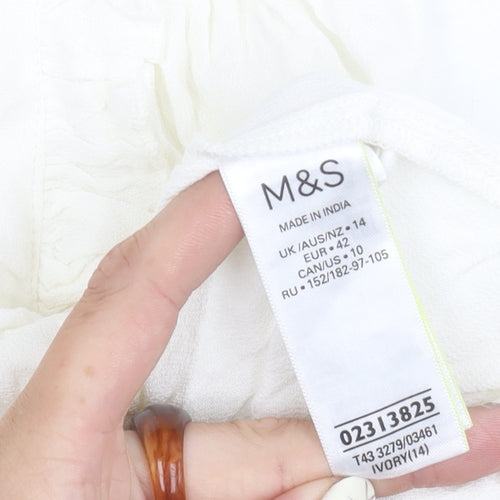 M&S
MADE IN INDIA
UK/AUS/NZ • 14
EUR • 42
CAN/US • 10
RU • 152/182-97-105
02313825
T43 3279/03461
IVORY(14)